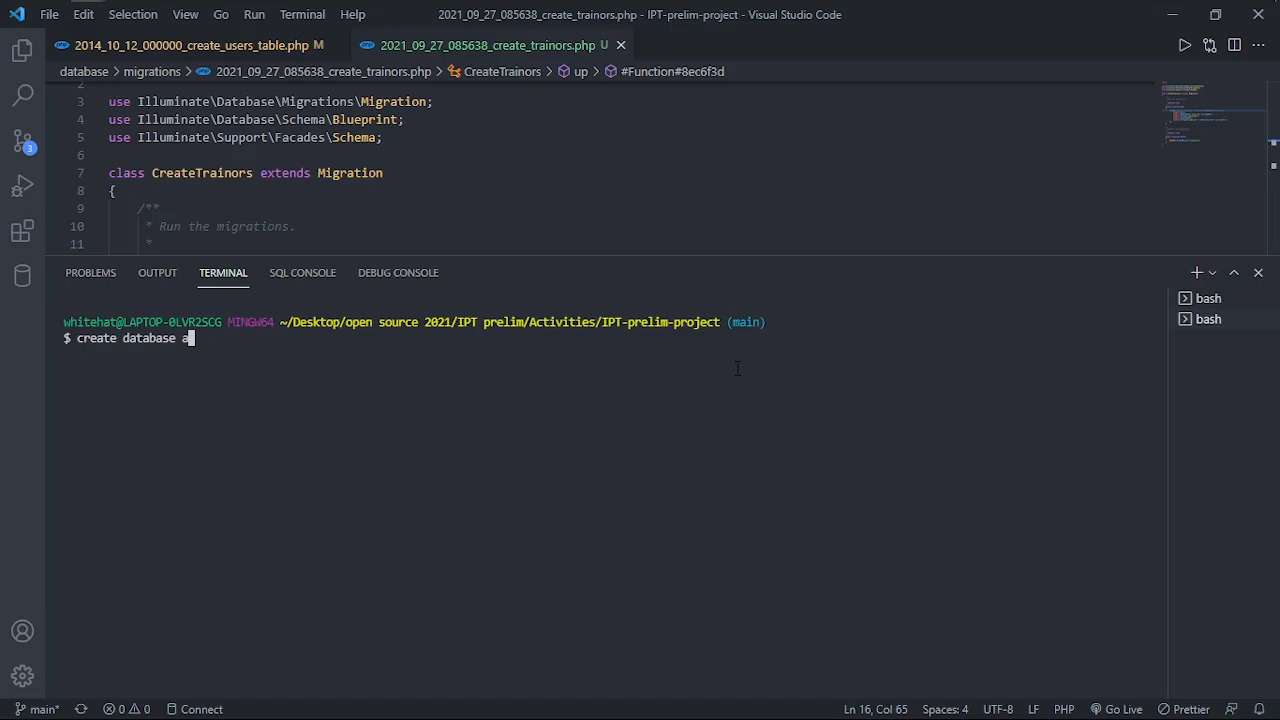 File Edit Selection View Go Run Terminal Help 2021_09_27_085638_create_trainors.php - IPT-prelim-project - Visual Studio Code
2014_10_12_000000_create_users_table.php M 2021_09_27_085638_create_trainors.php U
database > migrations > 2021_09_27_085638_create_trainors.php > CreateTrainors > up > #Function#8ec6f3d
2
3 use Illuminate\Database\Migrations\Migration;
4 use Illuminate\Database\Schema\Blueprint;
5 use Illuminate\Support\Facades\Schema;
6
7 class CreateTrainors extends Migration
8 {
9 /**
10 * Run the migrations.
11 *
3
PROBLEMS OUTPUT TERMINAL SQL CONSOLE DEBUG CONSOLE
bash
bash
whitehat@LAPTOP-0LVR2SCG MINGW64 ~/Desktop/open source 2021/IPT prelim/Activities/IPT-prelim-project (main)
$ create database a
main* 0 0 Connect Ln 16, Col 65 Spaces: 4 UTF-8 LF PHP Go Live Prettier